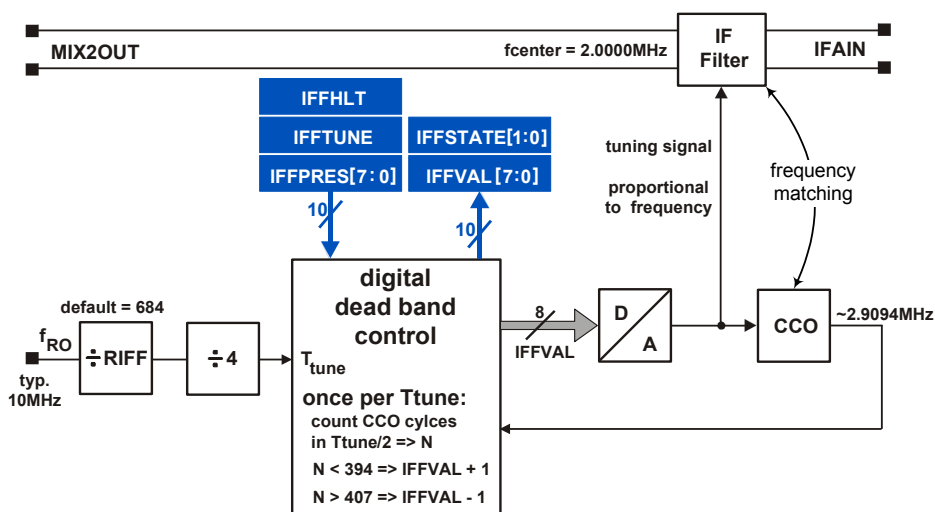 MIX2OUT
fcenter = 2.0000MHz
IF
Filter
IFAIN
IFFHLT
IFFTUNE
IFFPRES[7:0]
IFFSTATE[1:0]
IFFVAL[7:0]
10
10
tuning signal
proportional
to frequency
frequency
matching
default = 684
fRO
typ.
10MHz
÷RIFF
÷4
digital
dead band
control
Ttune
once per Ttune:
count CCO cylces
in Ttune/2 => N
N < 394 => IFFVAL + 1
N > 407 => IFFVAL - 1
8
IFFVAL
D
A
CCO
~2.9094MHz